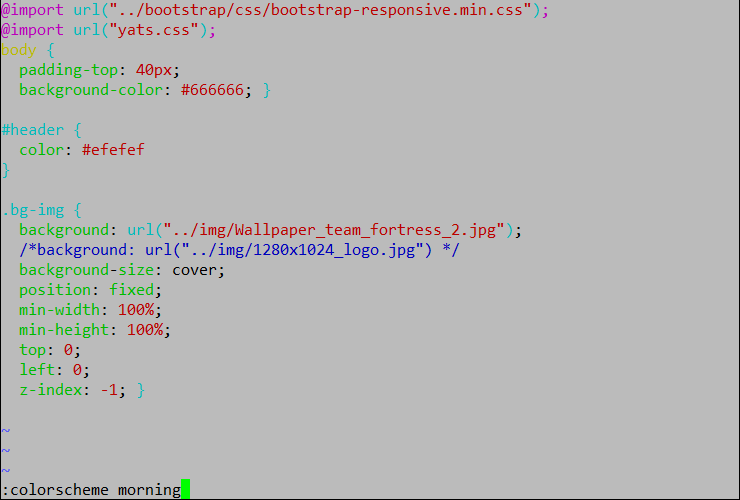 @import url("../bootstrap/css/bootstrap-responsive.min.css");
@import url("yats.css");
body {
  padding-top: 40px;
  background-color: #666666; }

#header {
  color: #efefef
}

.bg-img {
  background: url("../img/Wallpaper_team_fortress_2.jpg");
  /*background: url("../img/1280x1024_logo.jpg") */
  background-size: cover;
  position: fixed;
  min-width: 100%;
  min-height: 100%;
  top: 0;
  left: 0;
  z-index: -1; }

~
~
~
:colorscheme morning